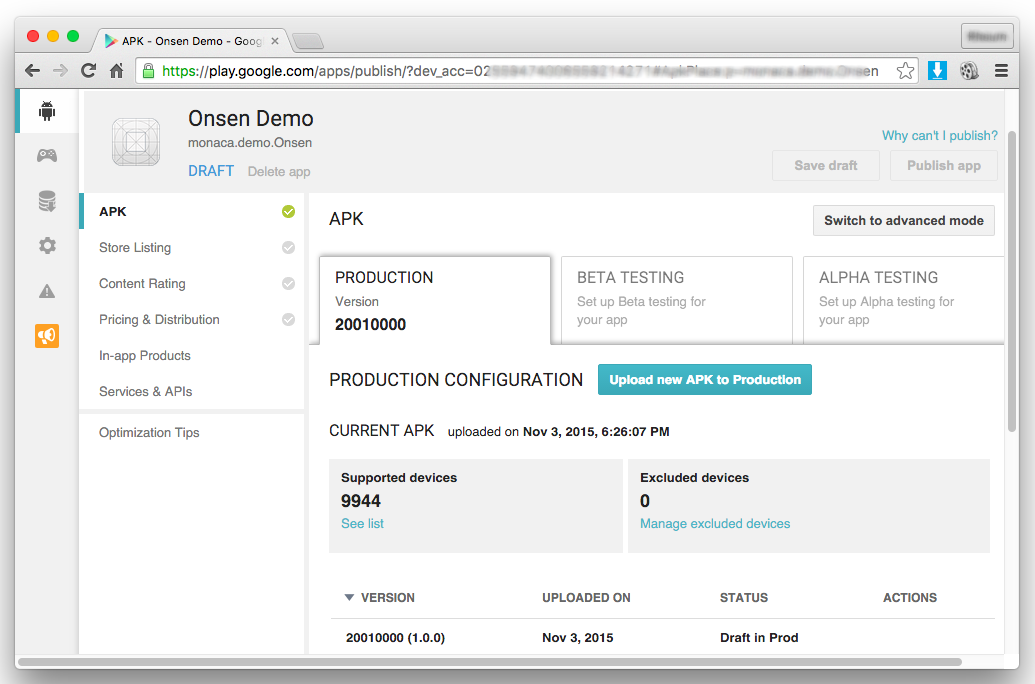 APK - Onsen Demo - Goog
https://play.google.com/apps/publish/?dev_acc=02
Onsen Demo
monaca.demo.Onsen
DRAFT Delete app
Why can't I publish?
Save draft Publish app
APK
Store Listing
Content Rating
Pricing & Distribution
In-app Products
Services & APIs
Optimization Tips
APK
Switch to advanced mode
PRODUCTION
Version
20010000
BETA TESTING
Set up Beta testing for
your app
ALPHA TESTING
Set up Alpha testing for
your app
PRODUCTION CONFIGURATION Upload new APK to Production
CURRENT APK uploaded on Nov 3, 2015, 6:26:07 PM
Supported devices
9944
See list
Excluded devices
0
Manage excluded devices
VERSION UPLOADED ON STATUS ACTIONS
20010000 (1.0.0) Nov 3, 2015 Draft in Prod